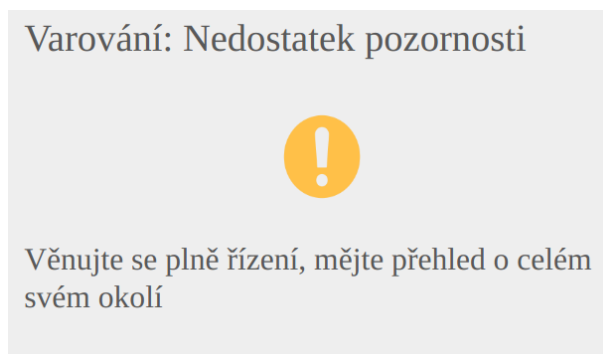 Varování: Nedostatek pozornosti
Věnujte se plně řízení, mějte přehled o celém
svém okolí